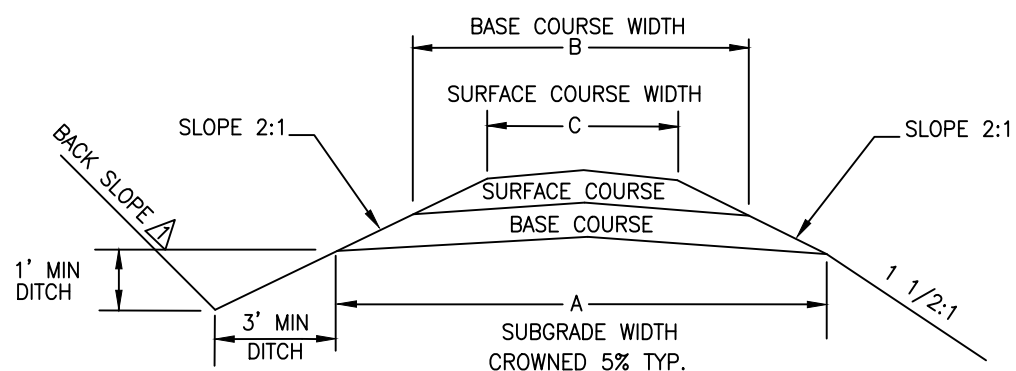 BASE COURSE WIDTH
B
SURFACE COURSE WIDTH
C
SLOPE 2:1
SLOPE 2:1
BACK SLOPE 1
SURFACE COURSE
BASE COURSE
1' MIN
DITCH
3' MIN
DITCH
A
SUBGRADE WIDTH
CROWNED 5% TYP.
1 1/2:1